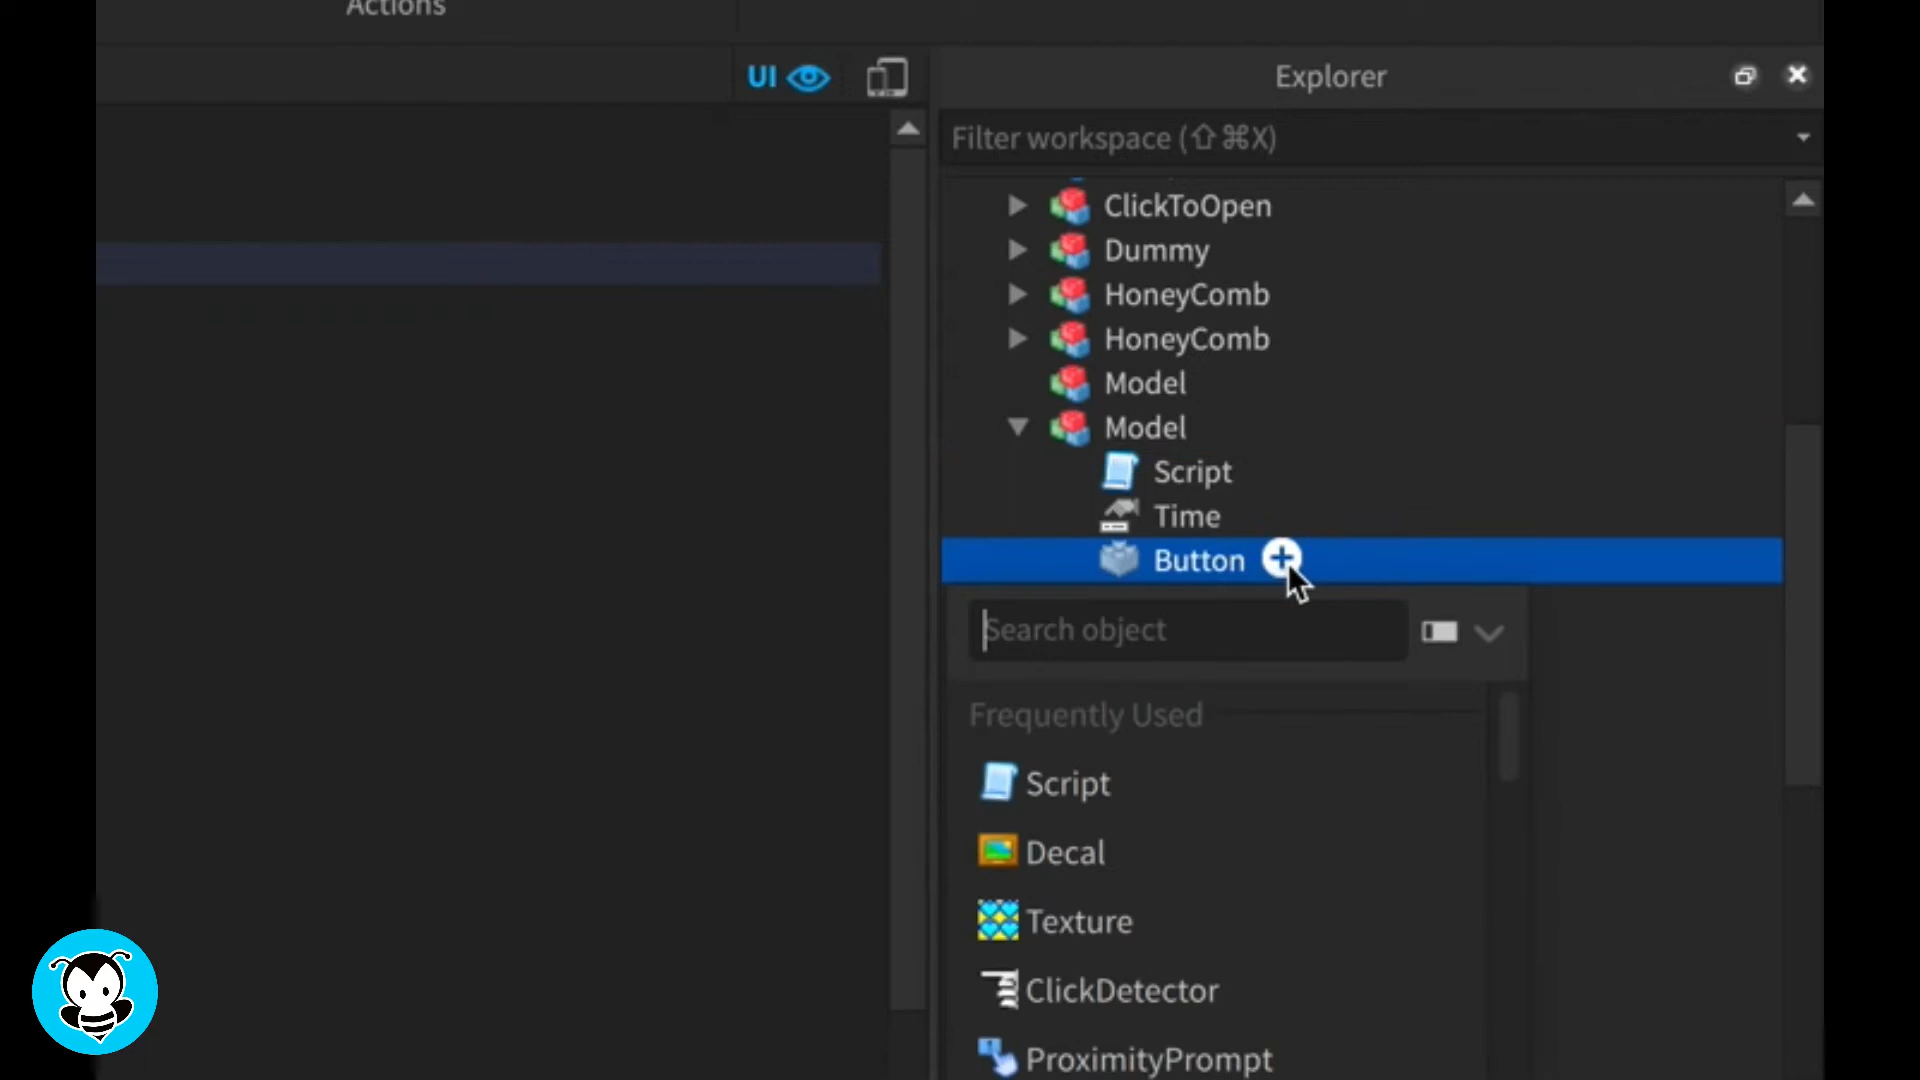 Actions
UI
Explorer
Filter workspace (⇧⌘X)
ClickToOpen
Dummy
HoneyComb
HoneyComb
Model
Model
Script
Time
Button
Search object
Frequently Used
Script
Decal
Texture
ClickDetector
ProximityPrompt